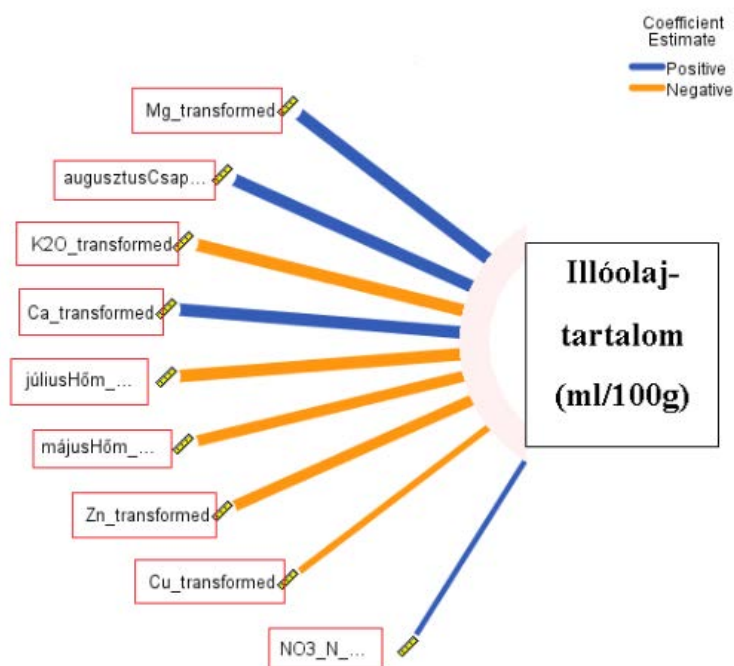 Coefficient
Estimate
Positive
Negative
Mg_transformed
augusztusCsap...
K2O_transformed
Ca_transformed
júliusHőm_...
májusHőm_...
Zn_transformed
Cu_transformed
NO3_N_...
Illóolaj-
tartalom
(ml/100g)